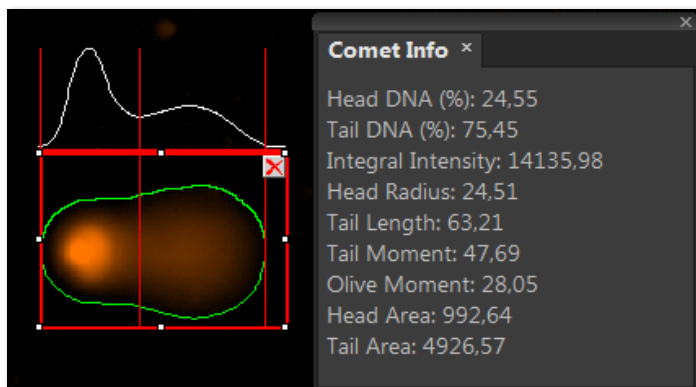 Comet Info ×
Head DNA (%): 24,55
Tail DNA (%): 75,45
Integral Intensity: 14135,98
Head Radius: 24,51
Tail Length: 63,21
Tail Moment: 47,69
Olive Moment: 28,05
Head Area: 992,64
Tail Area: 4926,57